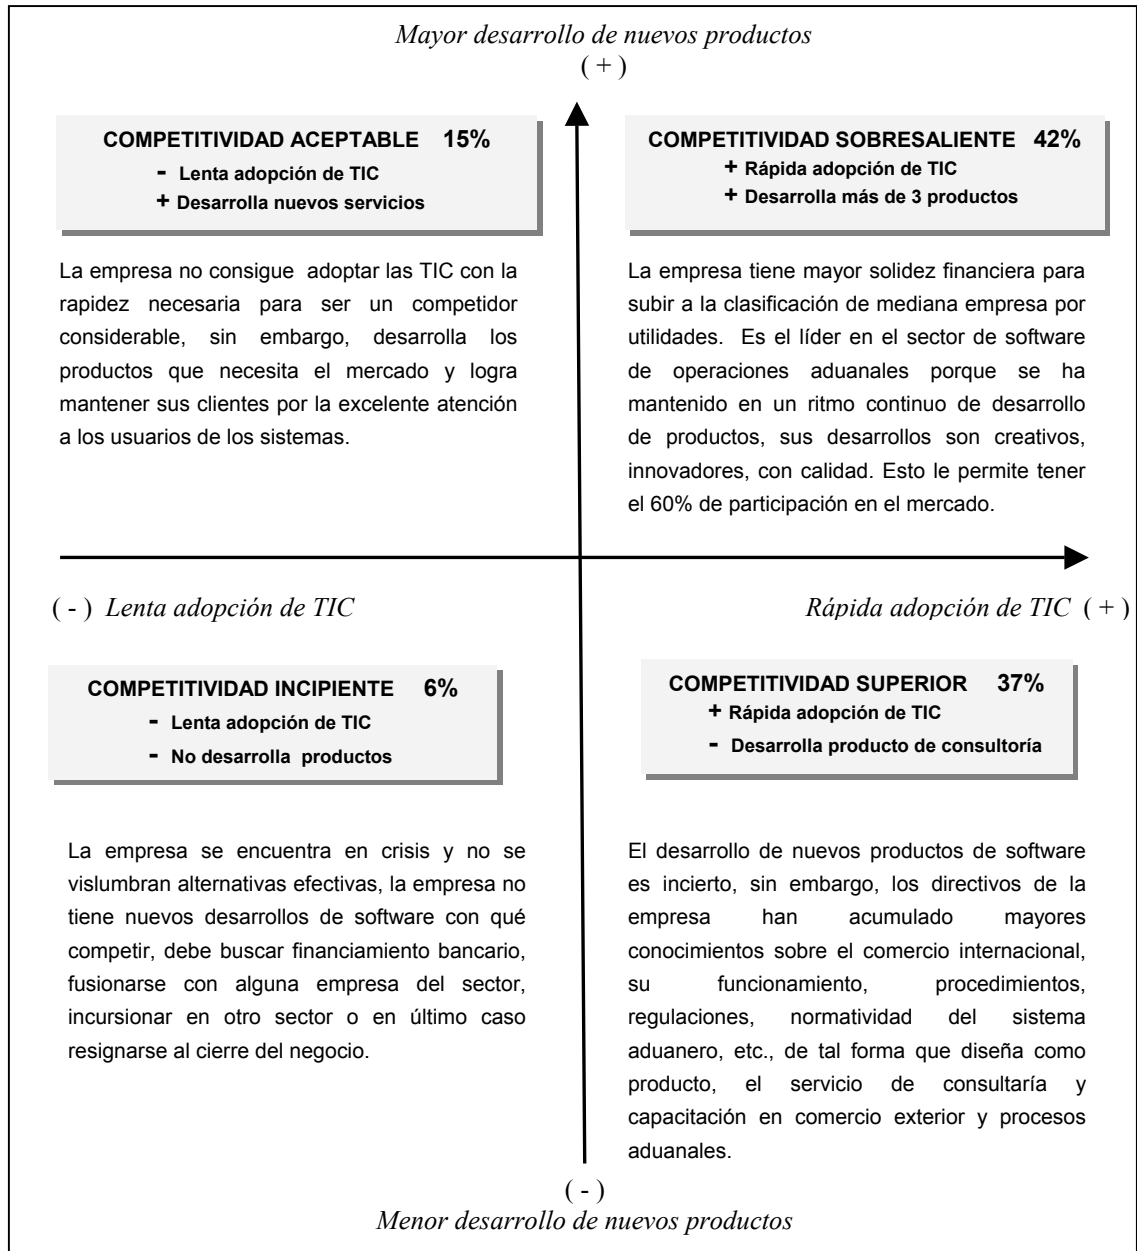 Mayor desarrollo de nuevos productos
( + )
COMPETITIVIDAD ACEPTABLE 15%
- Lenta adopción de TIC
+ Desarrolla nuevos servicios
La empresa no consigue adoptar las TIC con la
rapidez necesaria para ser un competidor
considerable, sin embargo, desarrolla los
productos que necesita el mercado y logra
mantener sus clientes por la excelente atención
a los usuarios de los sistemas.
COMPETITIVIDAD SOBRESALIENTE 42%
+ Rápida adopción de TIC
+ Desarrolla más de 3 productos
La empresa tiene mayor solidez financiera para
subir a la clasificación de mediana empresa por
utilidades. Es el líder en el sector de software
de operaciones aduanales porque se ha
mantenido en un ritmo continuo de desarrollo
de productos, sus desarrollos son creativos,
innovadores, con calidad. Esto le permite tener
el 60% de participación en el mercado.
( - ) Lenta adopción de TIC
Rápida adopción de TIC ( + )
COMPETITIVIDAD INCIPIENTE 6%
- Lenta adopción de TIC
- No desarrolla productos
La empresa se encuentra en crisis y no se
vislumbran alternativas efectivas, la empresa no
tiene nuevos desarrollos de software con qué
competir, debe buscar financiamiento bancario,
fusionarse con alguna empresa del sector,
incursionar en otro sector o en último caso
resignarse al cierre del negocio.
COMPETITIVIDAD SUPERIOR 37%
+ Rápida adopción de TIC
- Desarrolla producto de consultoría
El desarrollo de nuevos productos de software
es incierto, sin embargo, los directivos de la
empresa han acumulado mayores
conocimientos sobre el comercio internacional,
su funcionamiento, procedimientos,
regulaciones, normatividad del sistema
aduanero, etc., de tal forma que diseña como
producto, el servicio de consultaría y
capacitación en comercio exterior y procesos
aduanales.
( - )
Menor desarrollo de nuevos productos